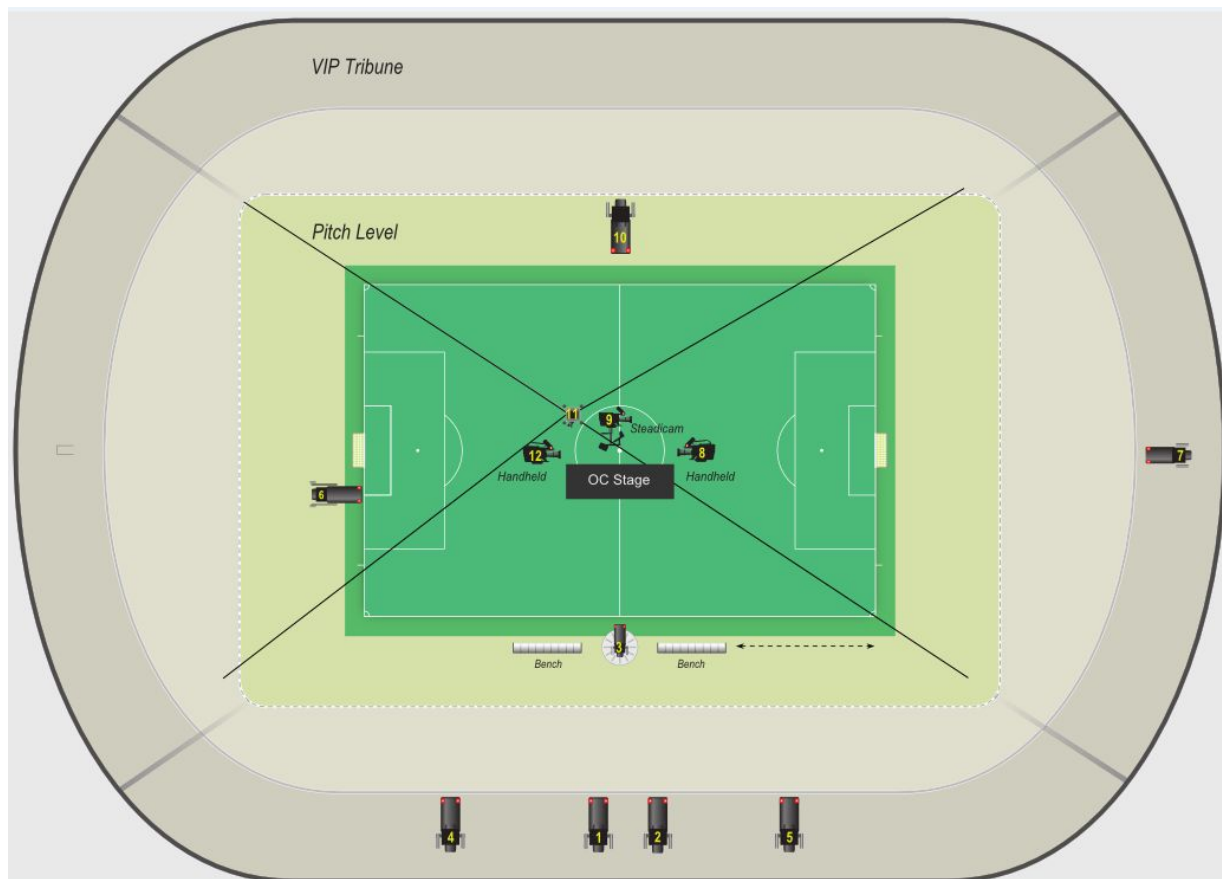 VIP Tribune
Pitch Level
10
11
9
Steadicam
12
8
Handheld
Handheld
OC Stage
7
6
3
Bench
Bench
4
1
2
5